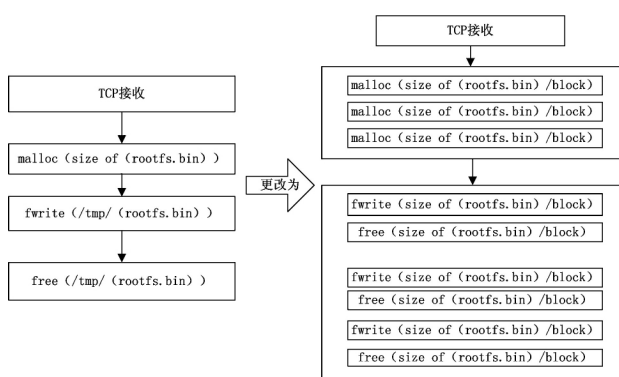 TCP接收
malloc（size of（rootfs.bin））
fwrite（/tmp/（rootfs.bin））
free（/tmp/（rootfs.bin））
更改为
TCP接收
malloc（size of（rootfs.bin）/block）
malloc（size of（rootfs.bin）/block）
malloc（size of（rootfs.bin）/block）
fwrite（size of（rootfs.bin）/block）
free（size of（rootfs.bin）/block）
fwrite（size of（rootfs.bin）/block）
free（size of（rootfs.bin）/block）
fwrite（size of（rootfs.bin）/block）
free（size of（rootfs.bin）/block）